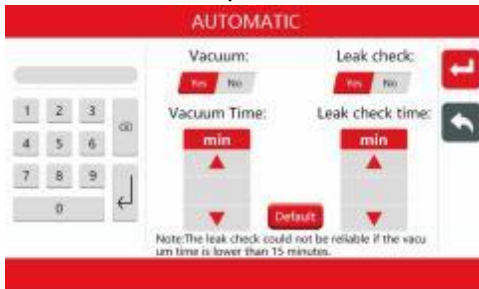 AUTOMATIC
Vacuum:
Leak check:
Yes No
Yes No
Vacuum Time:
Leak check time:
min
min
1 2 3
4 5 6
7 8 9
0
Default
Note:The leak check could not be reliable if the vacu
um time is lower than 15 minutes.